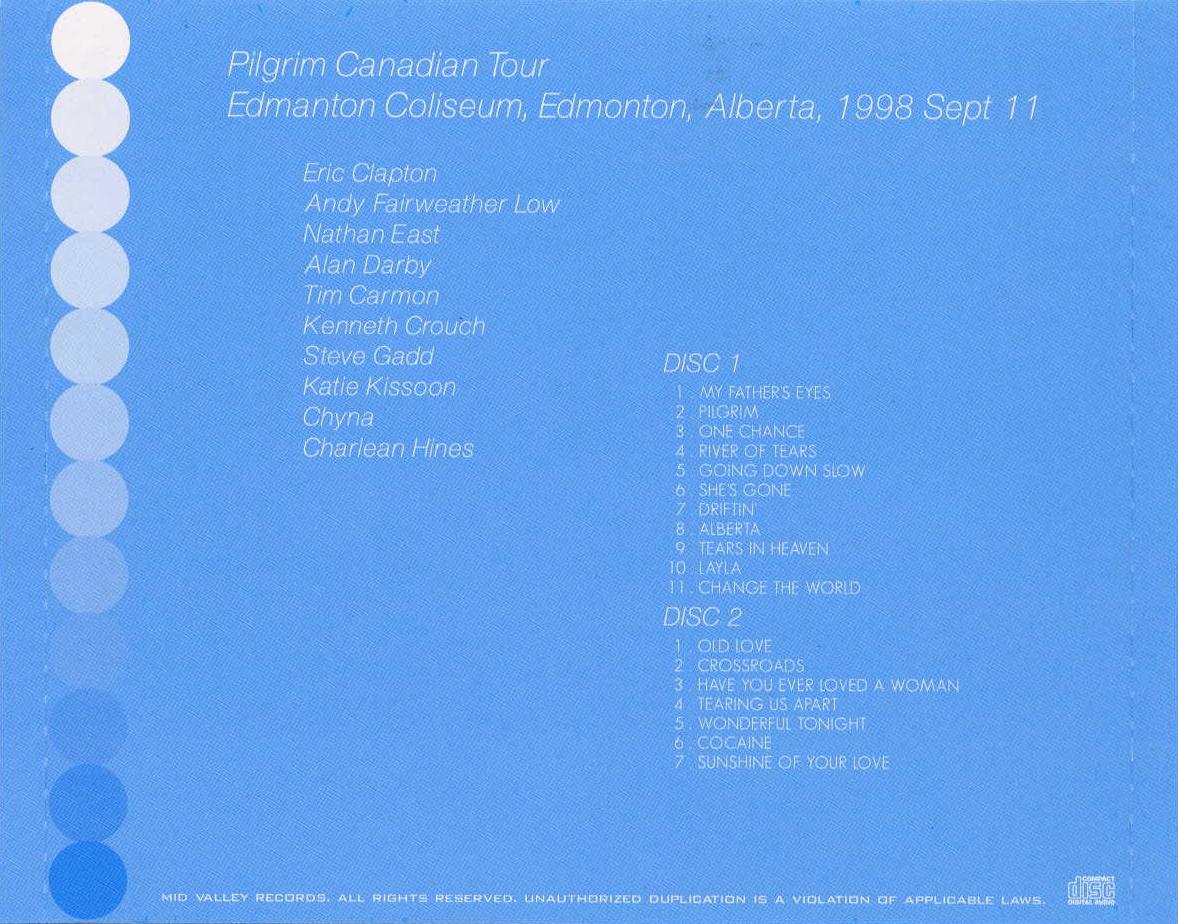 Pilgrim Canadian Tour
Edmanton Coliseum, Edmonton, Alberta, 1998 Sept 11
Eric Clapton
Andy Fairweather Low
Nathan East
Alan Darby
Tim Carmon
Kenneth Crouch
Steve Gadd
Katie Kissoon
Chyna
Charlean Hines
DISC 1
1 . MY FATHER'S EYES
2 . PILGRIM
3 . ONE CHANCE
4 . RIVER OF TEARS
5 . GOING DOWN SLOW
6 . SHE'S GONE
7 . DRIFTIN'
8 . ALBERTA
9 . TEARS IN HEAVEN
10 . LAYLA
11 . CHANGE THE WORLD
DISC 2
1 . OLD LOVE
2 . CROSSROADS
3 . HAVE YOU EVER LOVED A WOMAN
4 . TEARING US APART
5 . WONDERFUL TONIGHT
6 . COCAINE
7 . SUNSHINE OF YOUR LOVE
MID VALLEY RECORDS. ALL RIGHTS RESERVED. UNAUTHORIZED DUPLICATION IS A VIOLATION OF APPLICABLE LAWS.
COMPACT
disc
DIGITAL AUDIO